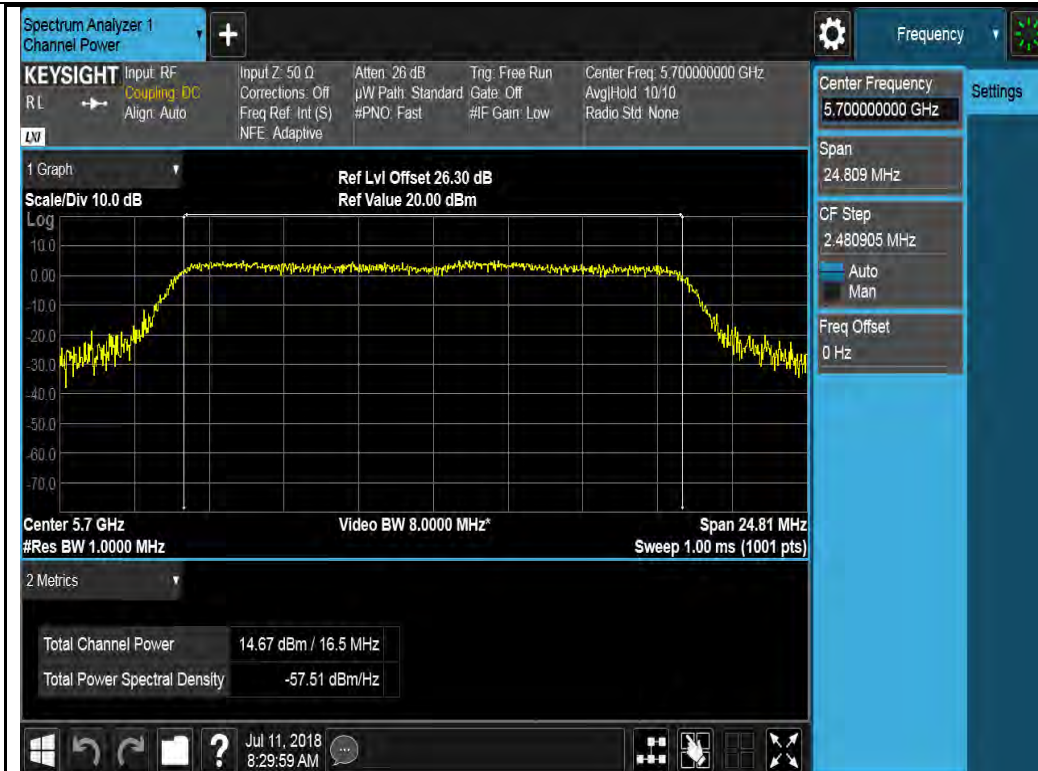 Spectrum Analyzer 1
Channel Power
+
Frequency
KEYSIGHT
RL
LXI
Input: RF
Coupling: DC
Align: Auto
Input Z: 50 Ω
Corrections: Off
Freq Ref: Int (S)
NFE: Adaptive
Atten: 26 dB
µW Path: Standard
#PNO: Fast
Trig: Free Run
Gate: Off
#IF Gain: Low
Center Freq: 5.700000000 GHz
Avg|Hold: 10/10
Radio Std: None
Center Frequency
5.700000000 GHz
Settings
Span
24.809 MHz
CF Step
2.480905 MHz
Auto
Man
Freq Offset
0 Hz
1 Graph
Scale/Div 10.0 dB
Ref Lvl Offset 26.30 dB
Ref Value 20.00 dBm
Log
10.0
0.00
-10.0
-20.0
-30.0
-40.0
-50.0
-60.0
-70.0
Center 5.7 GHz
#Res BW 1.0000 MHz
Video BW 8.0000 MHz*
Span 24.81 MHz
Sweep 1.00 ms (1001 pts)
2 Metrics
Total Channel Power 14.67 dBm / 16.5 MHz
Total Power Spectral Density -57.51 dBm/Hz
?
Jul 11, 2018
8:29:59 AM